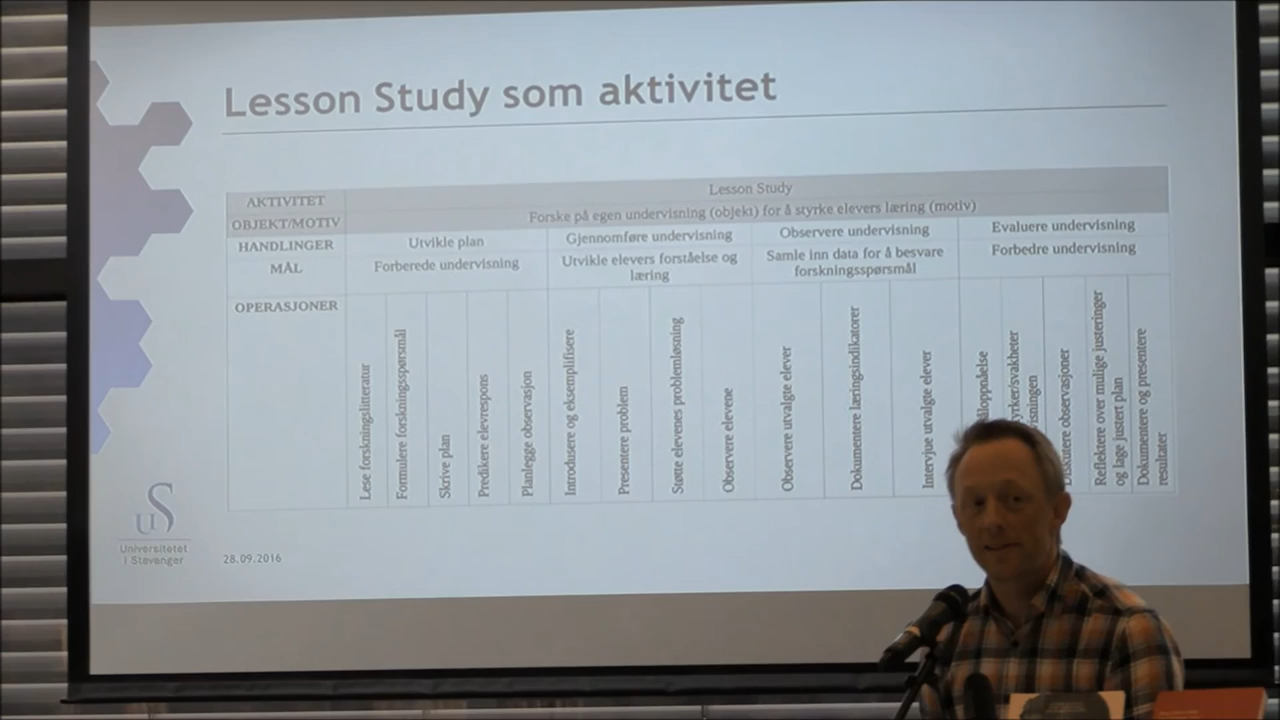 Lesson Study som aktivitet
AKTIVITET
Lesson Study
OBJEKT/MOTIV
Forske på egen undervisning (objekt) for å styrke elevers læring (motiv)
HANDLINGER
Utvikle plan
Gjennomføre undervisning
Observere undervisning
Evaluere undervisning
MÅL
Forberede undervisning
Utvikle elevers forståelse og
læring
Samle inn data for å besvare
forskningsspørsmål
Forbedre undervisning
OPERASJONER
Lese forskningslitteratur
Formulere forskningsspørsmål
Skrive plan
Predikere elevrespons
Planlegge observasjon
Introdusere og eksemplifisere
Presentere problem
Støtte elevenes problemløsning
Observere elevene
Observere utvalgte elever
Dokumentere læringsindikatorer
Intervjue utvalgte elever
Diskutere observasjoner
Reflektere over mulige justeringer
og lage justert plan
Dokumentere og presentere
resultater
uS
Universitetet
i Stavanger
28.09.2016